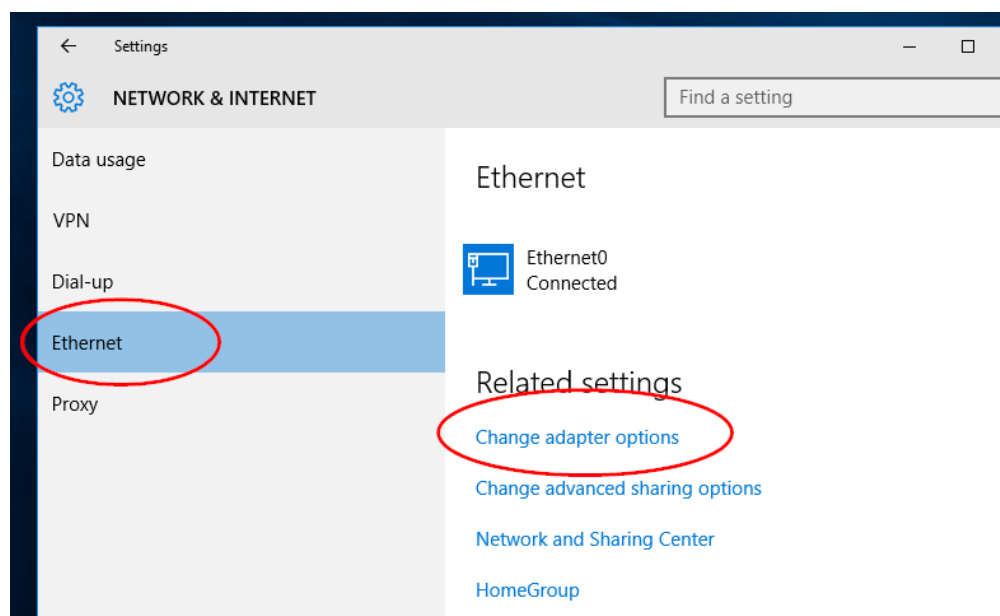 Settings
NETWORK & INTERNET
Find a setting
Data usage
VPN
Dial-up
Ethernet
Proxy
Ethernet
Ethernet0
Connected
Related settings
Change adapter options
Change advanced sharing options
Network and Sharing Center
HomeGroup